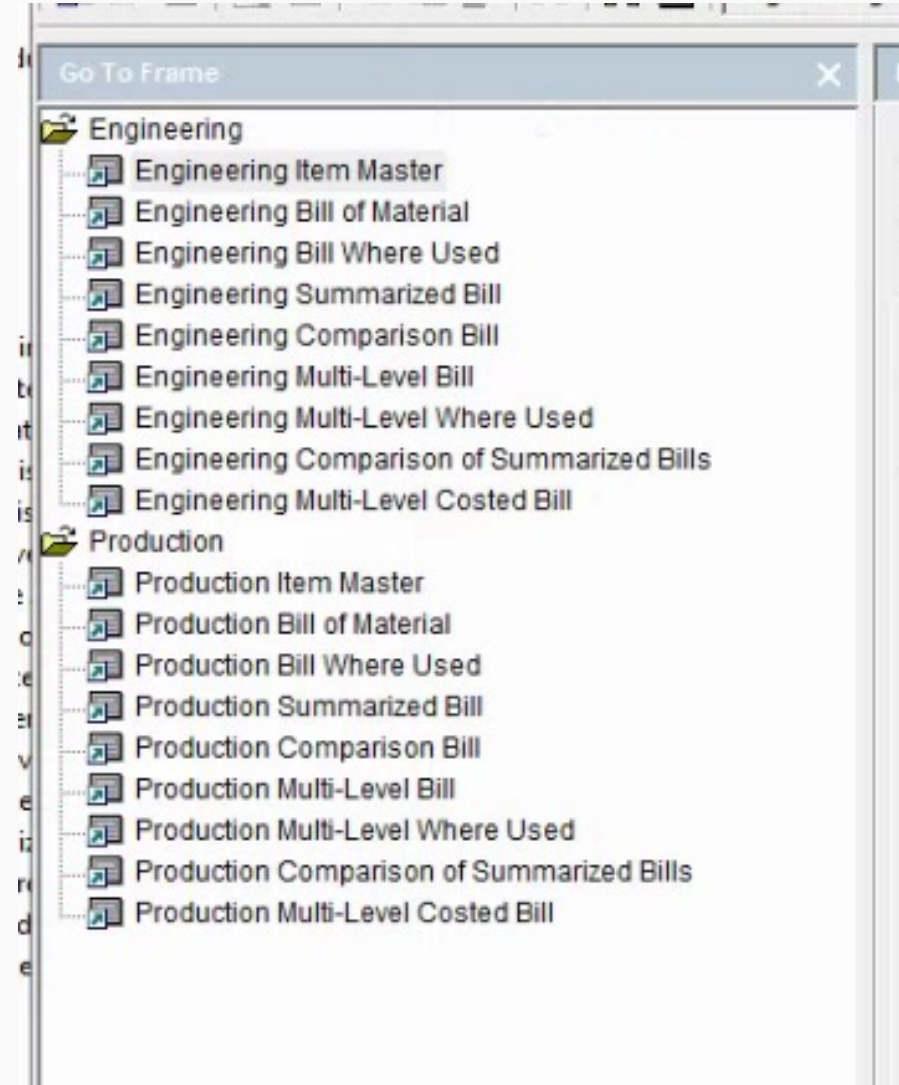 Go To Frame
Engineering
Engineering Item Master
Engineering Bill of Material
Engineering Bill Where Used
Engineering Summarized Bill
Engineering Comparison Bill
Engineering Multi-Level Bill
Engineering Multi-Level Where Used
Engineering Comparison of Summarized Bills
Engineering Multi-Level Costed Bill
Production
Production Item Master
Production Bill of Material
Production Bill Where Used
Production Summarized Bill
Production Comparison Bill
Production Multi-Level Bill
Production Multi-Level Where Used
Production Comparison of Summarized Bills
Production Multi-Level Costed Bill